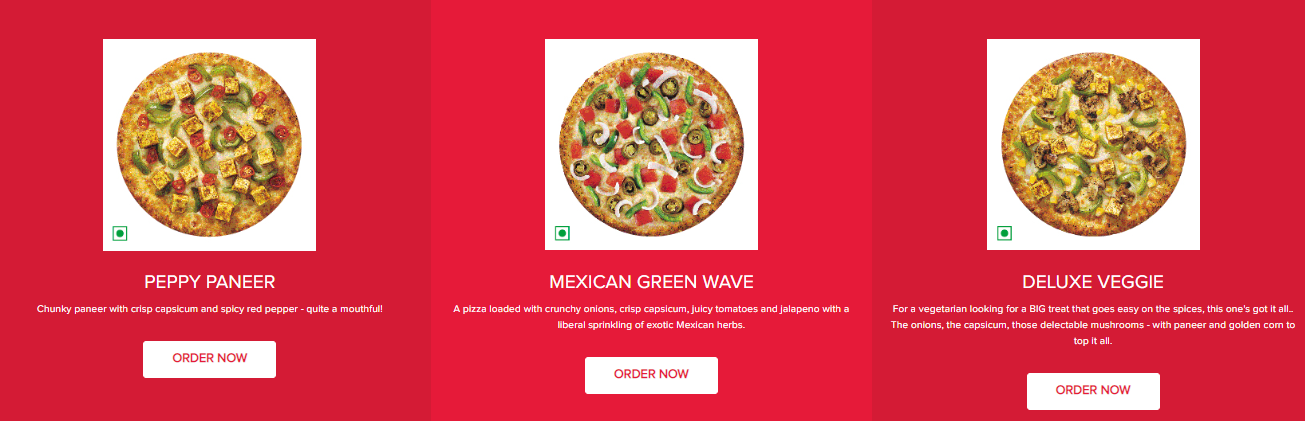 PEPPY PANEER
Chunky paneer with crisp capsicum and spicy red pepper - quite a mouthful!
ORDER NOW
MEXICAN GREEN WAVE
A pizza loaded with crunchy onions, crisp capsicum, juicy tomatoes and jalapeno with a
liberal sprinkling of exotic Mexican herbs.
ORDER NOW
DELUXE VEGGIE
For a vegetarian looking for a BIG treat that goes easy on the spices, this one's got it all..
The onions, the capsicum, those delectable mushrooms - with paneer and golden corn to
top it all.
ORDER NOW